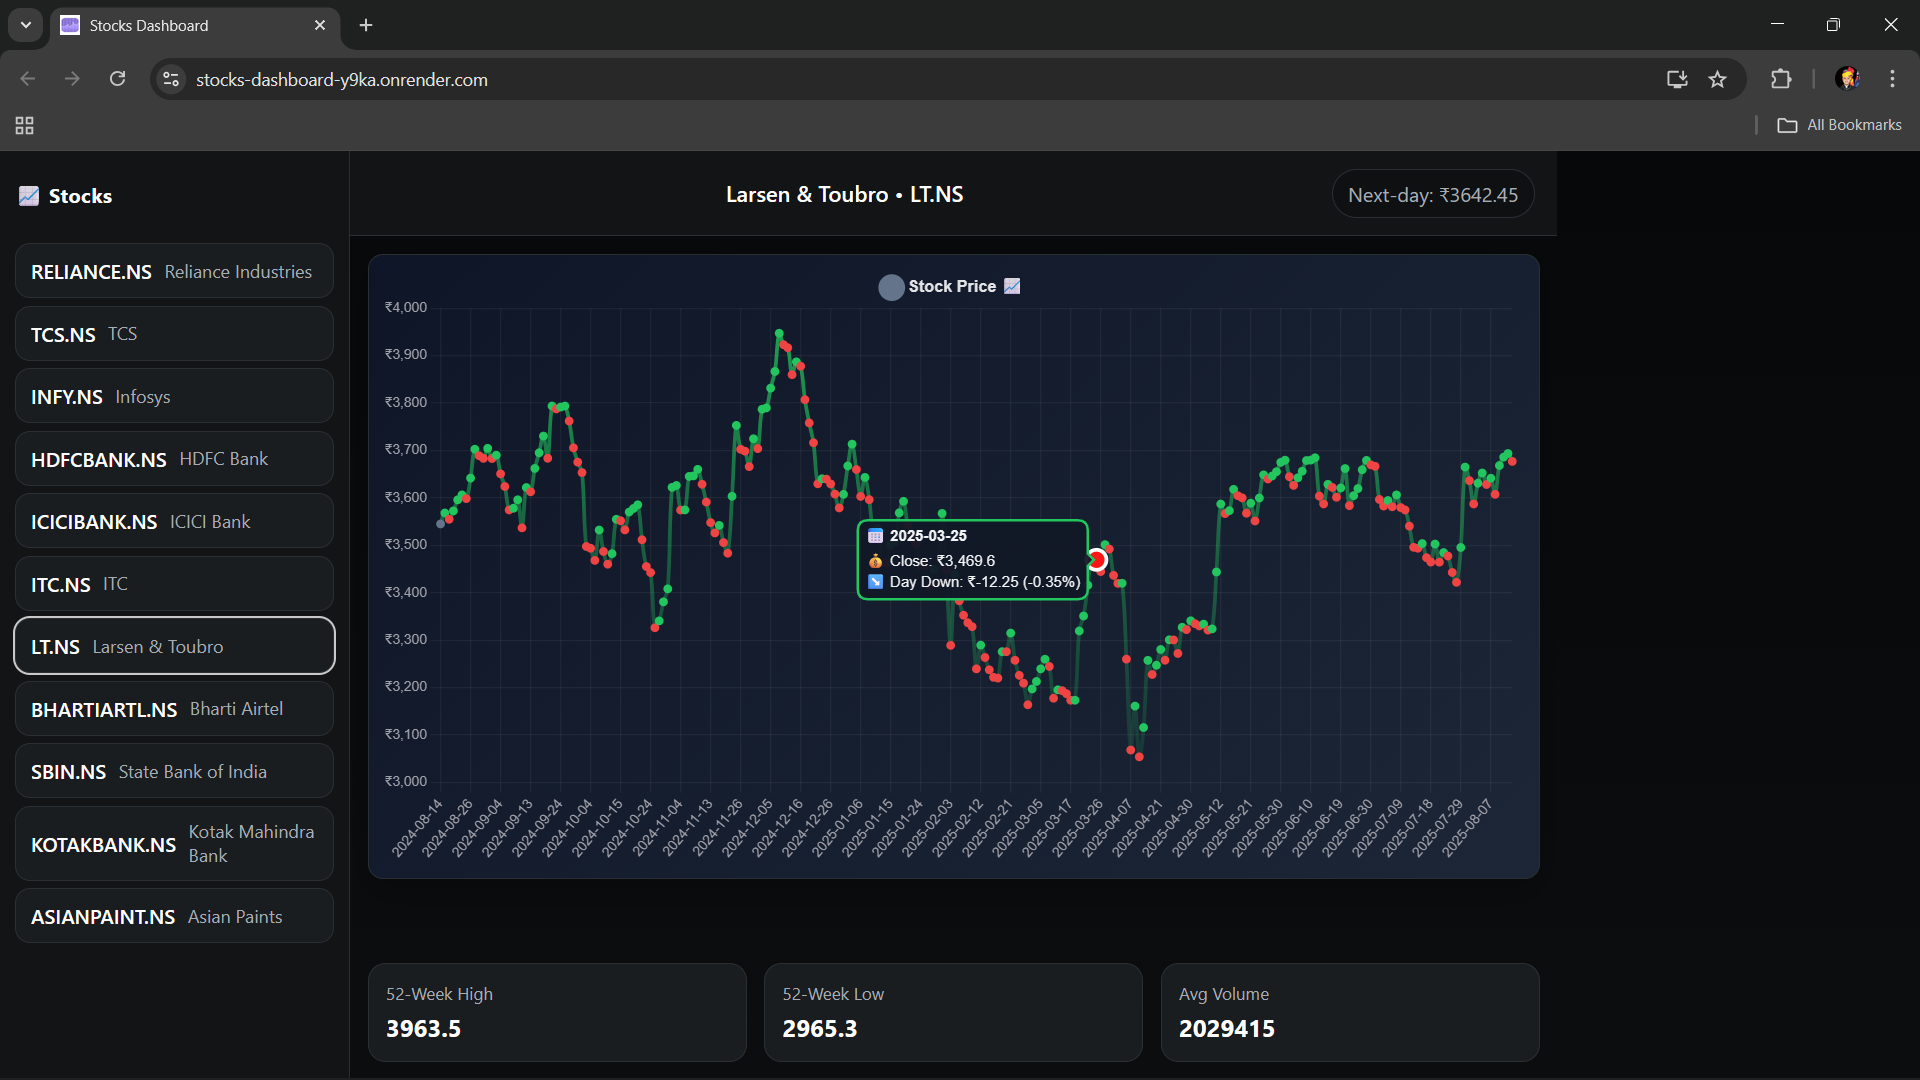 Stocks Dashboard
stocks-dashboard-y9ka.onrender.com
All Bookmarks
Stocks
RELIANCE.NS Reliance Industries
TCS.NS TCS
INFY.NS Infosys
HDFCBANK.NS HDFC Bank
ICICIBANK.NS ICICI Bank
ITC.NS ITC
LT.NS Larsen & Toubro
BHARTIARTL.NS Bharti Airtel
SBIN.NS State Bank of India
KOTAKBANK.NS Kotak Mahindra
Bank
ASIANPAINT.NS Asian Paints
Larsen & Toubro • LT.NS
Next-day: ₹3642.45
Stock Price
₹4,000
₹3,900
₹3,800
₹3,700
₹3,600
₹3,500
₹3,400
₹3,300
₹3,200
₹3,100
₹3,000
2025-03-25
Close: ₹3,469.6
Day Down: ₹-12.25 (-0.35%)
2024-08-14
2024-08-26
2024-09-04
2024-09-13
2024-09-24
2024-10-04
2024-10-15
2024-10-24
2024-11-04
2024-11-13
2024-11-26
2024-12-05
2024-12-16
2024-12-26
2025-01-06
2025-01-15
2025-01-24
2025-02-03
2025-02-12
2025-02-21
2025-03-05
2025-03-17
2025-03-26
2025-04-07
2025-04-21
2025-04-30
2025-05-12
2025-05-21
2025-05-30
2025-06-10
2025-06-19
2025-06-30
2025-07-09
2025-07-18
2025-07-29
2025-08-07
52-Week High
3963.5
52-Week Low
2965.3
Avg Volume
2029415